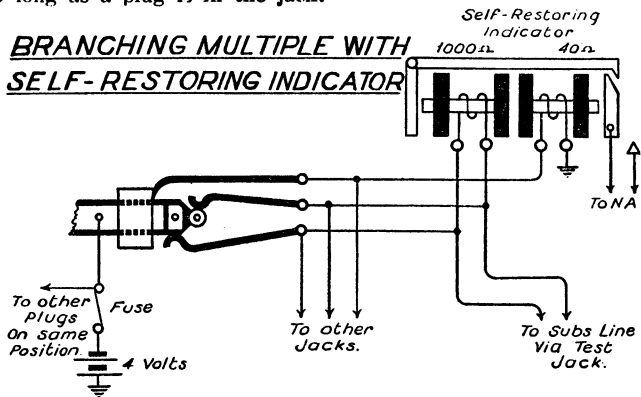 so long as a plug is in the jack.
Self-Restoring
Indicator
1000Ω 40Ω
BRANCHING MULTIPLE WITH
SELF-RESTORING INDICATOR
To NA
To other
Plugs
On same
Position.
Fuse
4 Volts
To other
Jacks.
To Subs Line
Via Test
Jack.